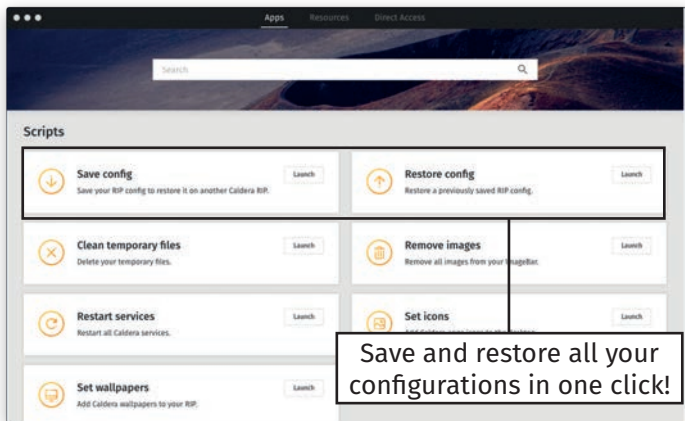 Apps Resources Direct Access
Search
Scripts
Save config Launch
Save your RIP config to restore it on another Caldera RIP.
Restore config Launch
Restore a previously saved RIP config.
Clean temporary files Launch
Delete your temporary files.
Remove images Launch
Remove all images from your ImageBar.
Restart services Launch
Restart all Caldera services.
Set icons Launch
Save and restore all your
configurations in one click!
Set wallpapers Launch
Add Caldera wallpapers to your RIP.